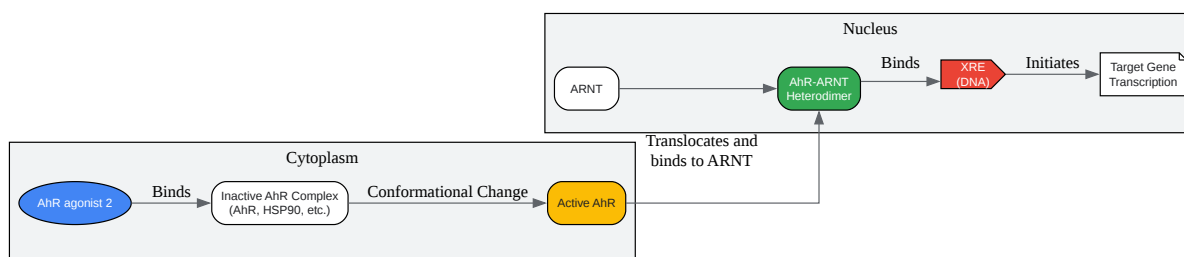 Nucleus
ARNT
AhR-ARNT
Heterodimer
Binds
XRE
(DNA)
Initiates
Target Gene
Transcription
Translocates and
binds to ARNT
Cytoplasm
AhR agonist 2
Binds
Inactive AhR Complex
(AhR, HSP90, etc.)
Conformational Change
Active AhR